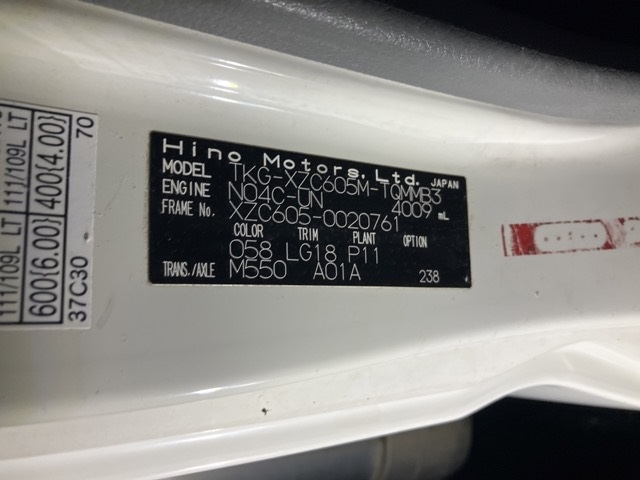 Hino Motors, Ltd. JAPAN
MODEL TKG-XZC605M-TQMMB3
ENGINE N04C-UN 4009 mL
FRAME No. XZC605-0020761
COLOR TRIM PLANT OPTION
058 LG18 P11
TRANS./AXLE M550 A01A 238
111/109L LT 111/109L LT
600{6.00} 400{4.00}
37C30 70